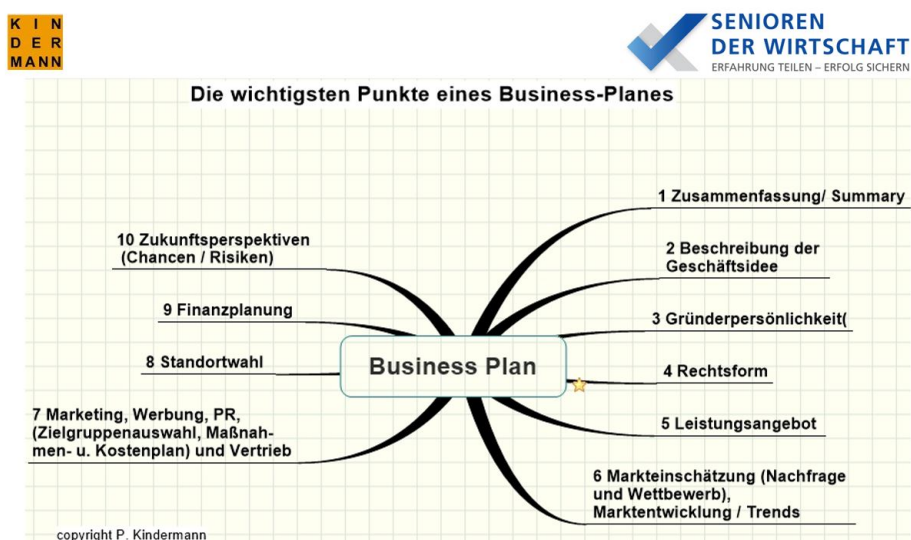 KIN
DER
MANN
SENIOREN
DER WIRTSCHAFT
ERFAHRUNG TEILEN – ERFOLG SICHERN
Die wichtigsten Punkte eines Business-Planes
Business Plan
1 Zusammenfassung/ Summary
2 Beschreibung der
Geschäftsidee
3 Gründerpersönlichkeit(
4 Rechtsform
5 Leistungsangebot
6 Markteinschätzung (Nachfrage
und Wettbewerb),
Marktentwicklung / Trends
7 Marketing, Werbung, PR,
(Zielgruppenauswahl, Maßnah-
men- u. Kostenplan) und Vertrieb
8 Standortwahl
9 Finanzplanung
10 Zukunftsperspektiven
(Chancen / Risiken)
copyright P. Kindermann